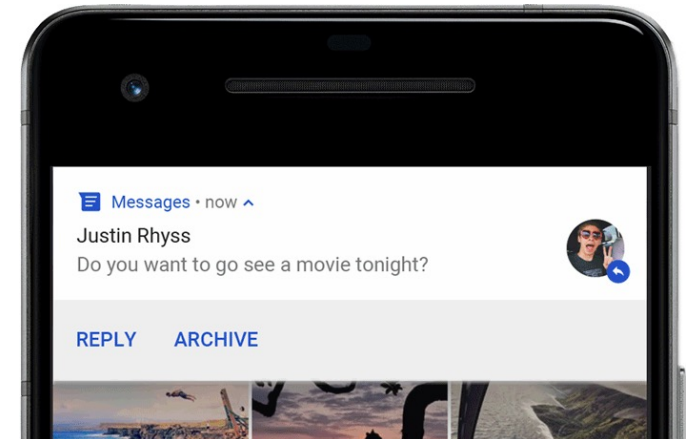 Messages • now
Justin Rhyss
Do you want to go see a movie tonight?
REPLY ARCHIVE